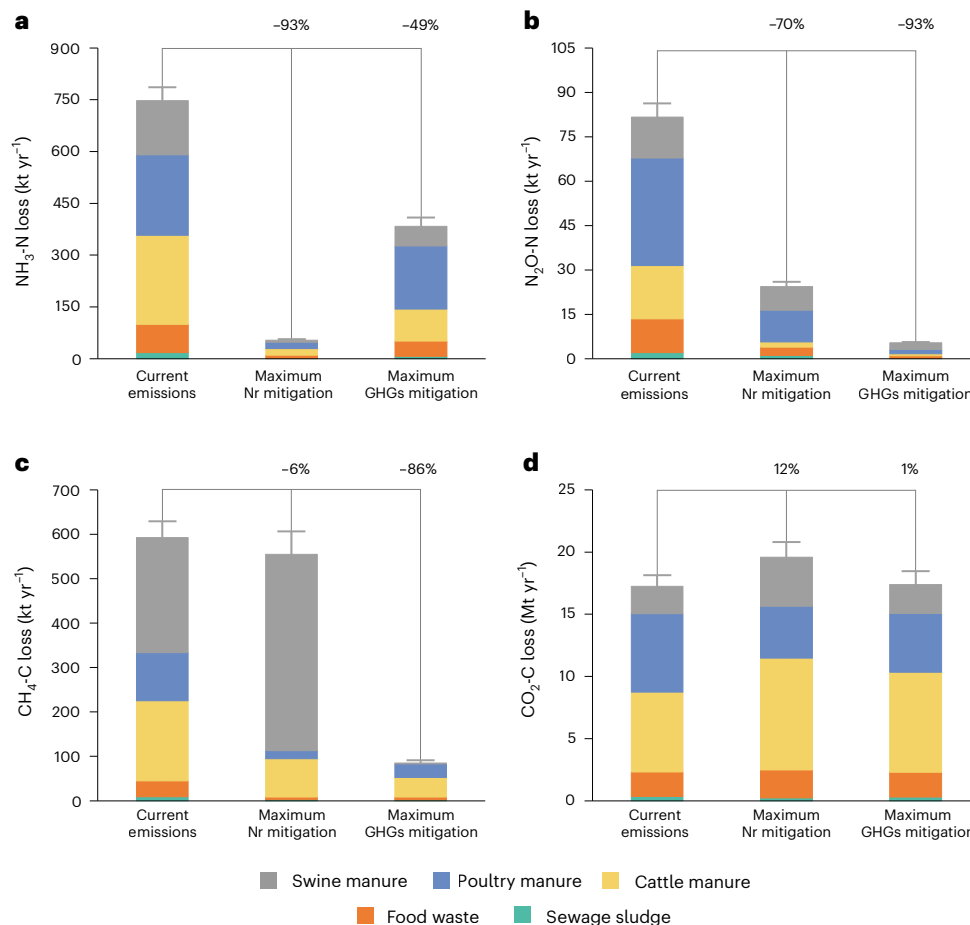 a
−93%
−49%
900
750
600
450
300
150
0
NH₃-N loss (kt yr⁻¹)
Current
emissions
Maximum
Nr mitigation
Maximum
GHGs mitigation
b
−70%
−93%
105
90
75
60
45
30
15
0
N₂O-N loss (kt yr⁻¹)
Current
emissions
Maximum
Nr mitigation
Maximum
GHGs mitigation
c
−6%
−86%
700
600
500
400
300
200
100
0
CH₄-C loss (kt yr⁻¹)
Current
emissions
Maximum
Nr mitigation
Maximum
GHGs mitigation
d
12%
1%
25
20
15
10
5
0
CO₂-C loss (Mt yr⁻¹)
Current
emissions
Maximum
Nr mitigation
Maximum
GHGs mitigation
Swine manure Poultry manure Cattle manure
Food waste Sewage sludge